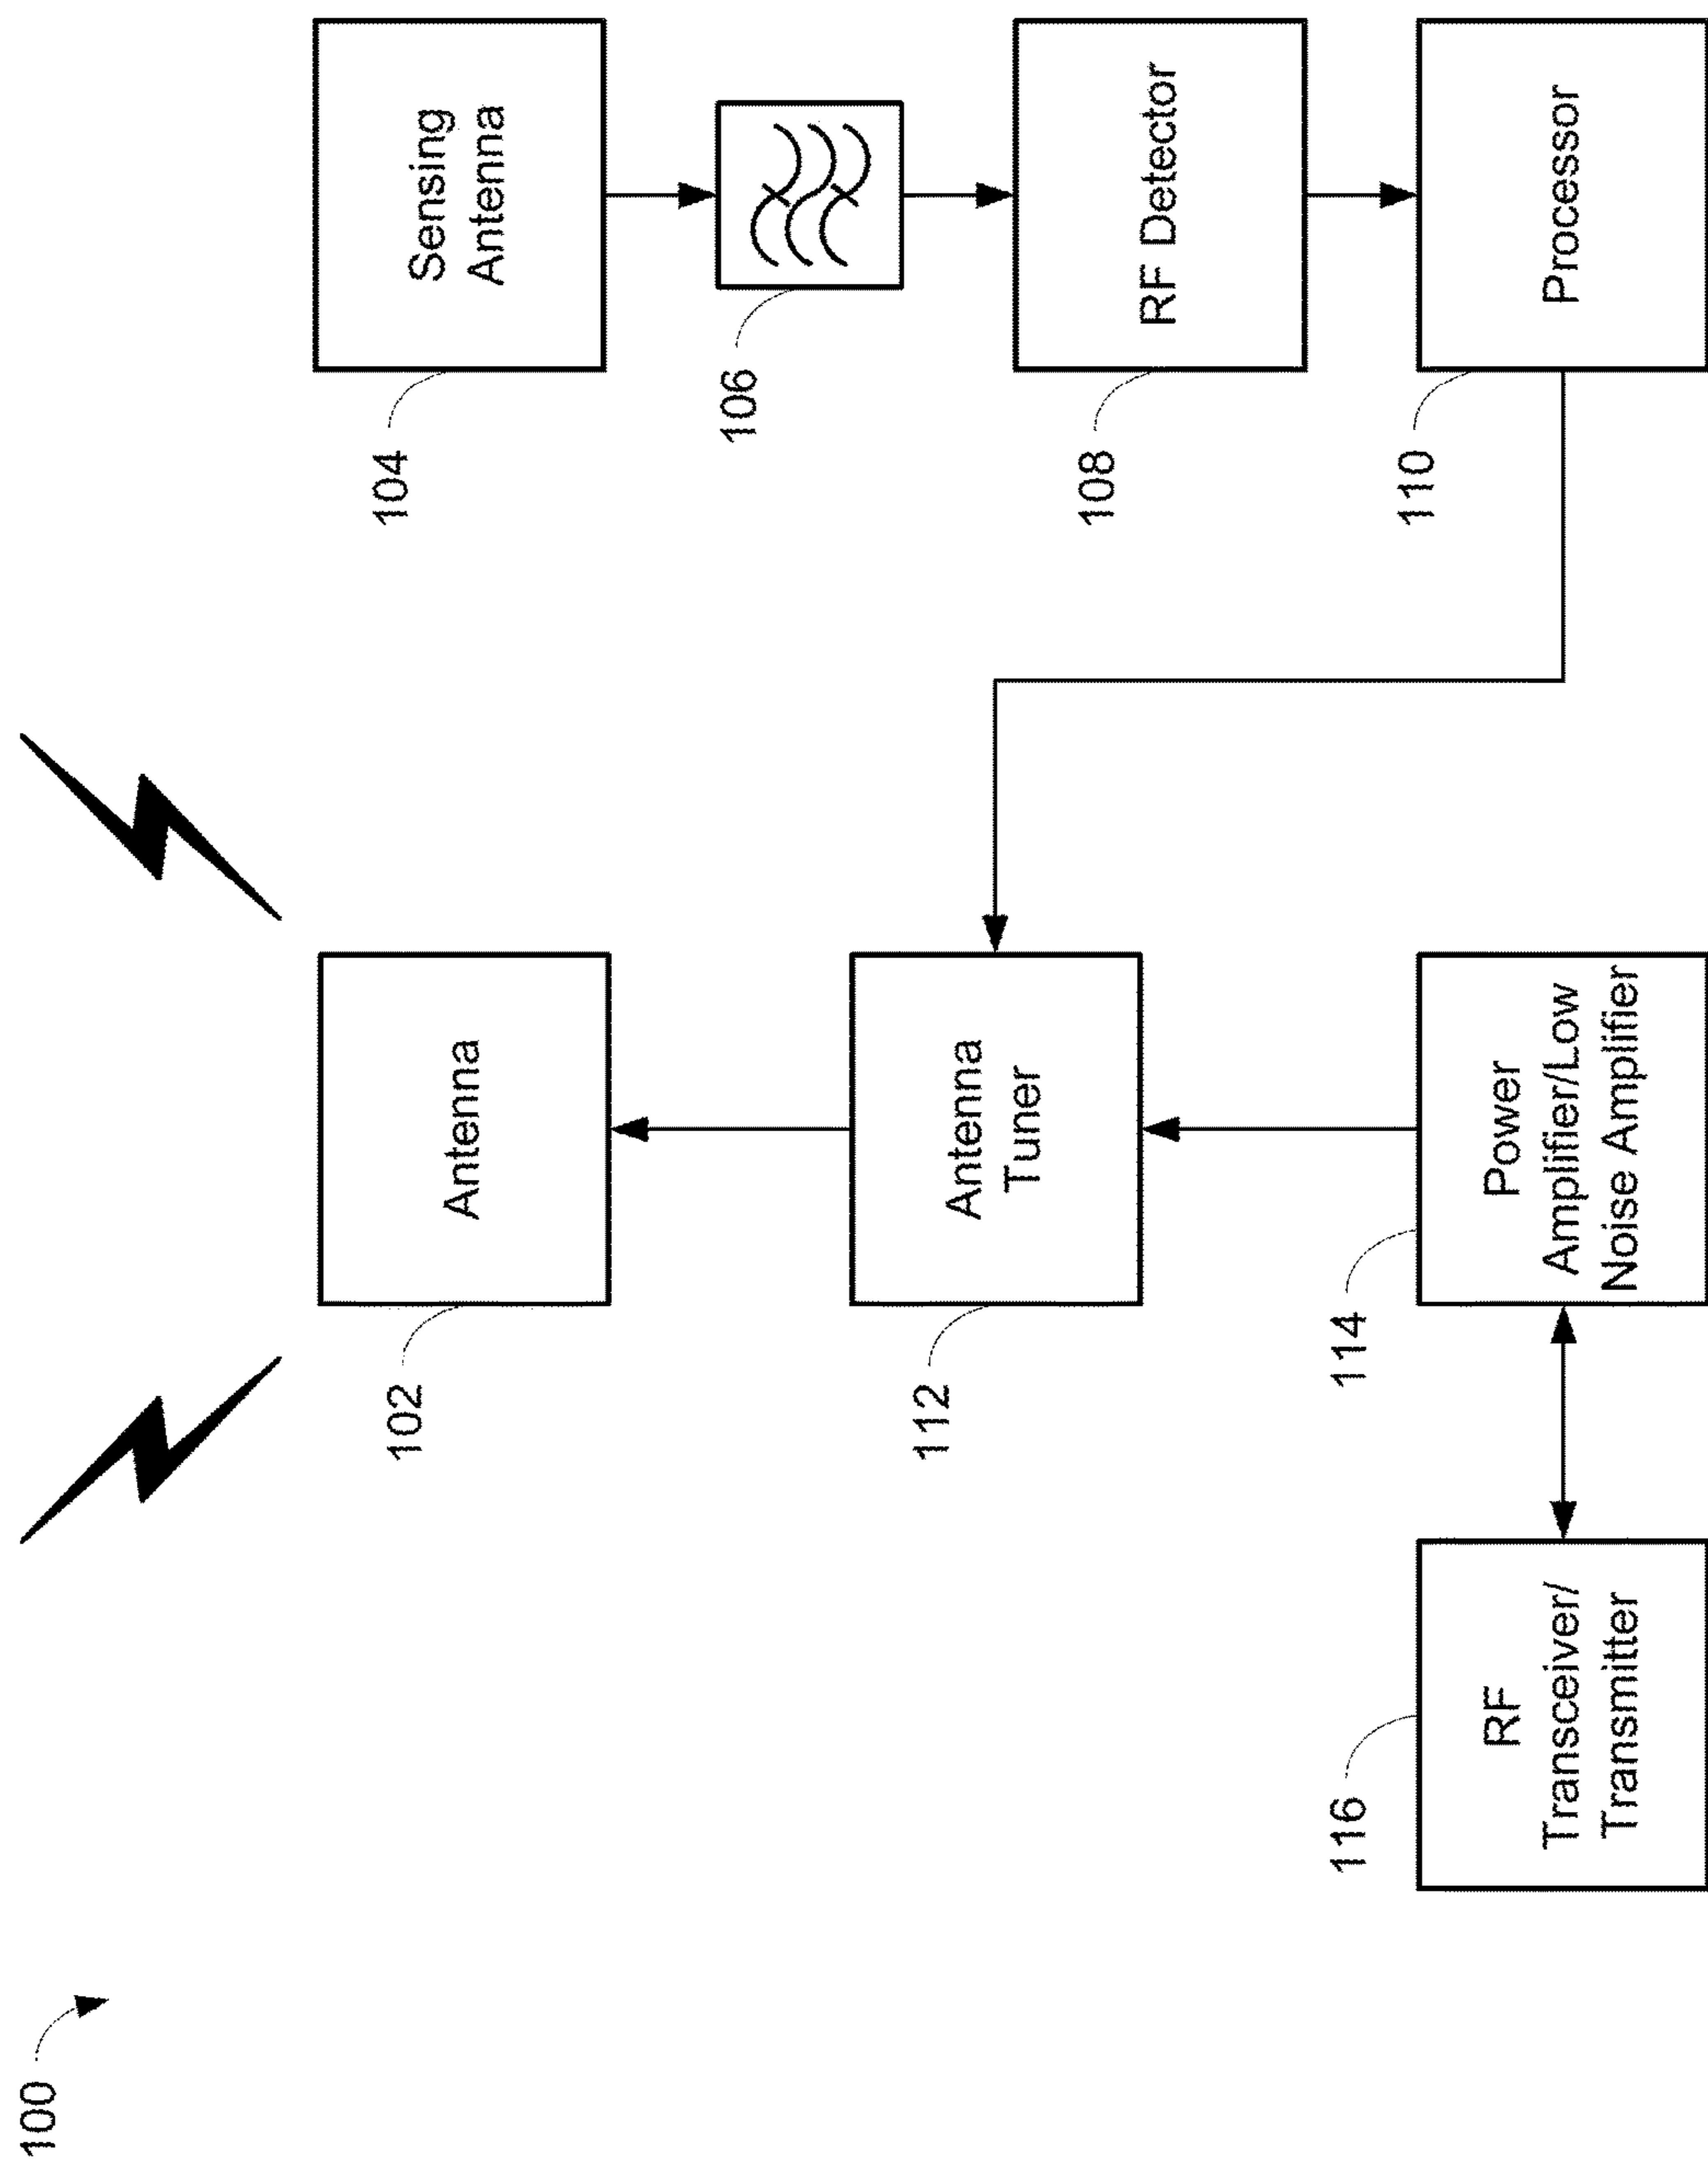 100
116
RF
Transceiver/
Transmitter
102
Antenna
112
Antenna
Tuner
114
Power
Amplifier/Low
Noise Amplifier
104
Sensing
Antenna
106
108
RF Detector
110
Processor